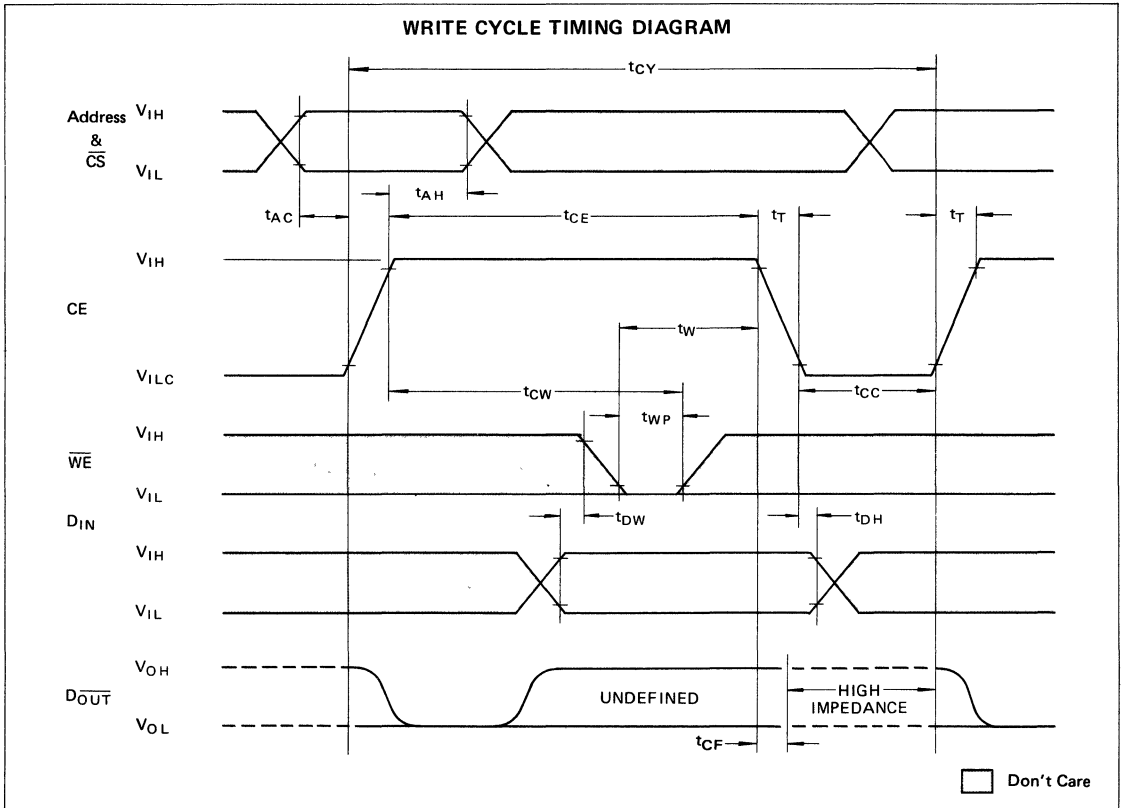 WRITE CYCLE TIMING DIAGRAM
tCY
Address
&
CS
VIH
VIL
tAC
tAH
tCE
tT
tT
CE
VIH
VILC
tW
tCW
tWP
tCC
WE
VIH
VIL
tDW
tDH
DIN
VIH
VIL
DOUT
VOH
VOL
UNDEFINED
HIGH
IMPEDANCE
tCF
Don't Care